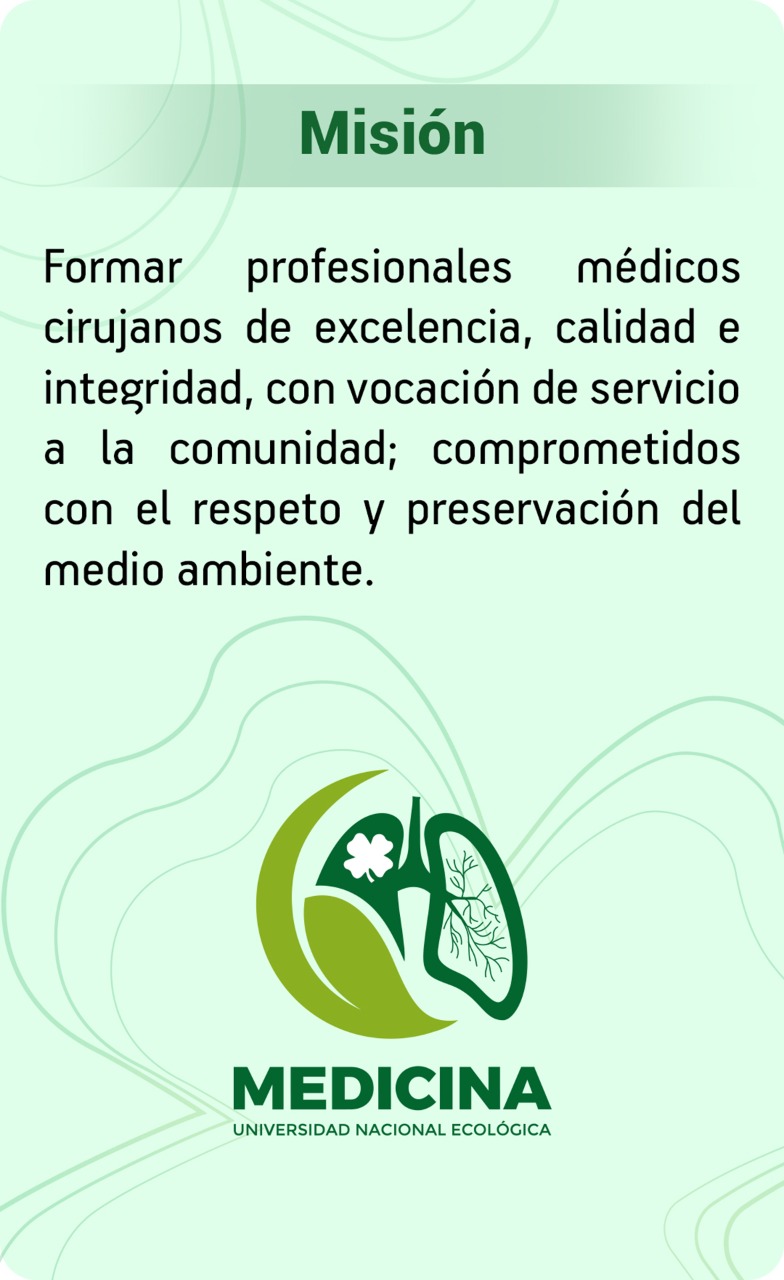 Misión
Formar profesionales médicos
cirujanos de excelencia, calidad e
integridad, con vocación de servicio
a la comunidad; comprometidos
con el respeto y preservación del
medio ambiente.
MEDICINA
UNIVERSIDAD NACIONAL ECOLÓGICA